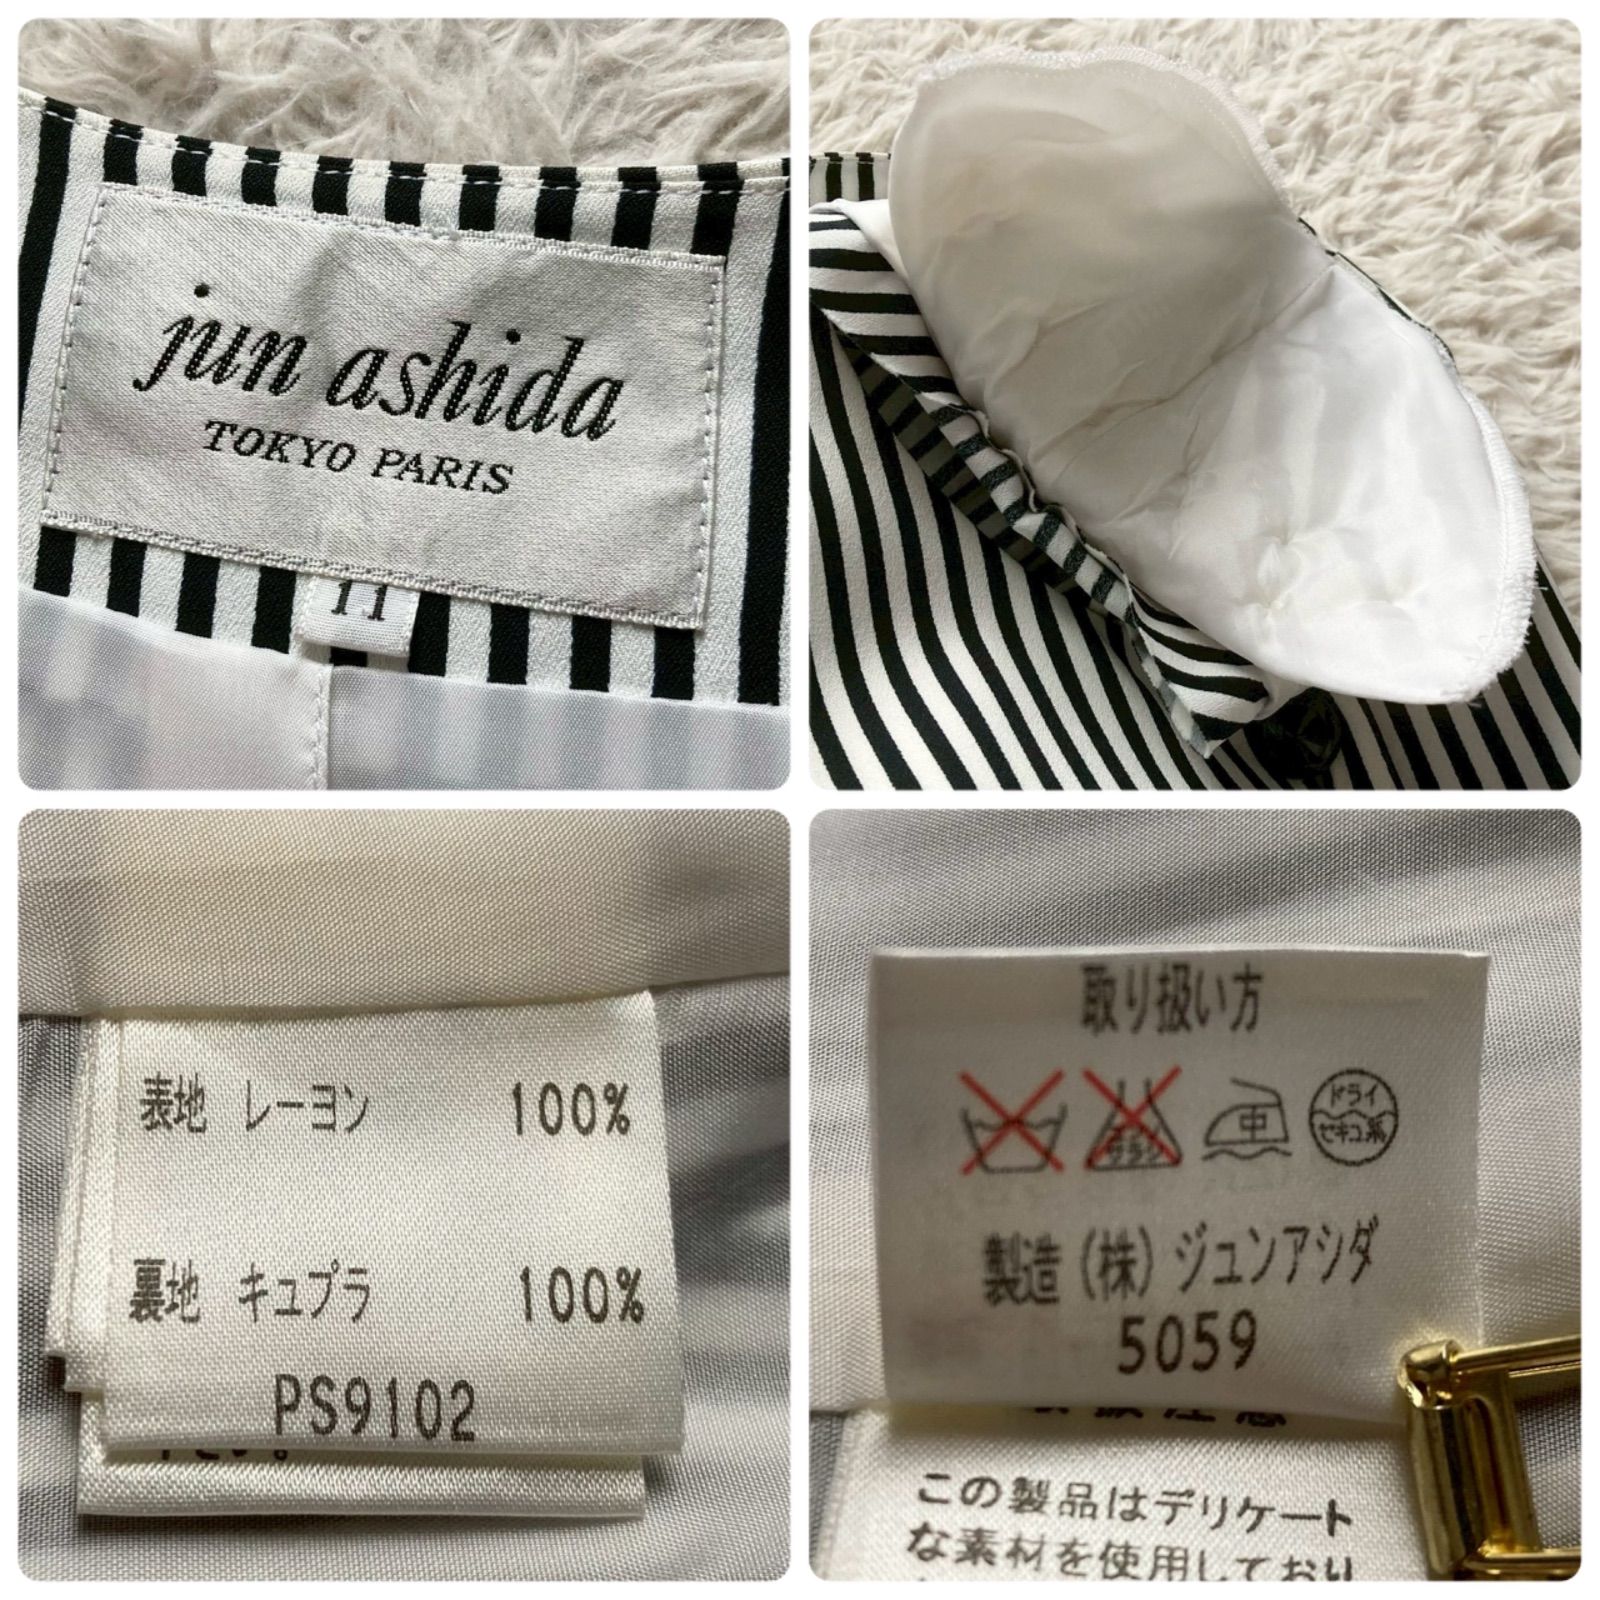 jun ashida
TOKYO PARIS
11
表地 レーヨン 100%
裏地 キュプラ 100%
PS9102
取り扱い方
中
ドライ
セキユ系
製造 (株) ジュンアシダ
5059
この製品はデリケート
な素材を使用しており